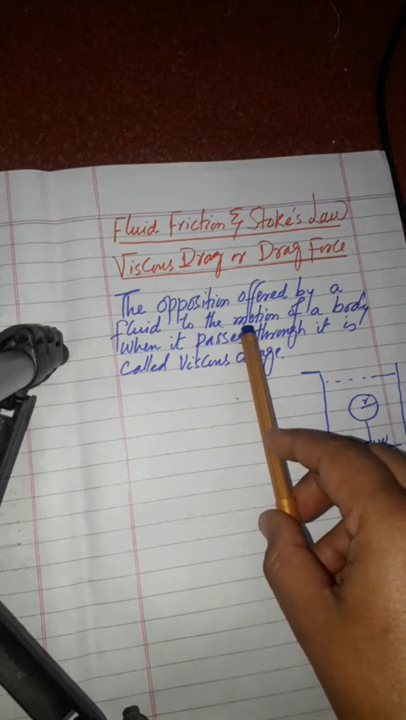 Fluid Friction & Stoke's Law
Viscous Drag or Drag Force
The opposition offered by a
fluid to the motion of a body
when it passes through it is
called Viscous
r
W